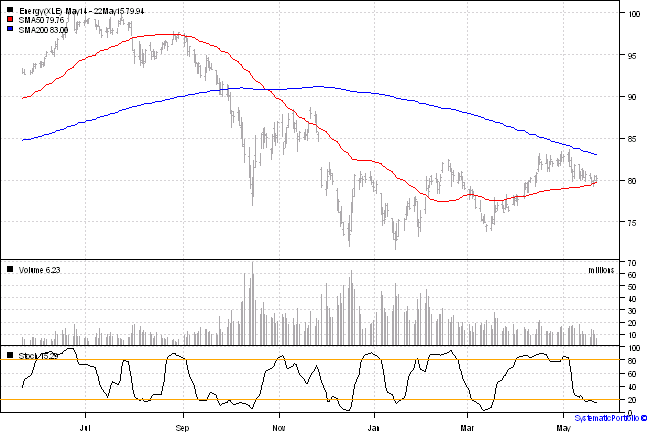 Energy(XLE) May14 - 22May15 79.94
SMA50 79.76
SMA200 83.00
100
95
90
85
80
75
Volume 6.23
millions
70
60
50
40
30
20
10
Stoch 15.29
100
80
60
40
20
0
Jul Sep Nov Jan Mar May
SystematicPortfolio ©